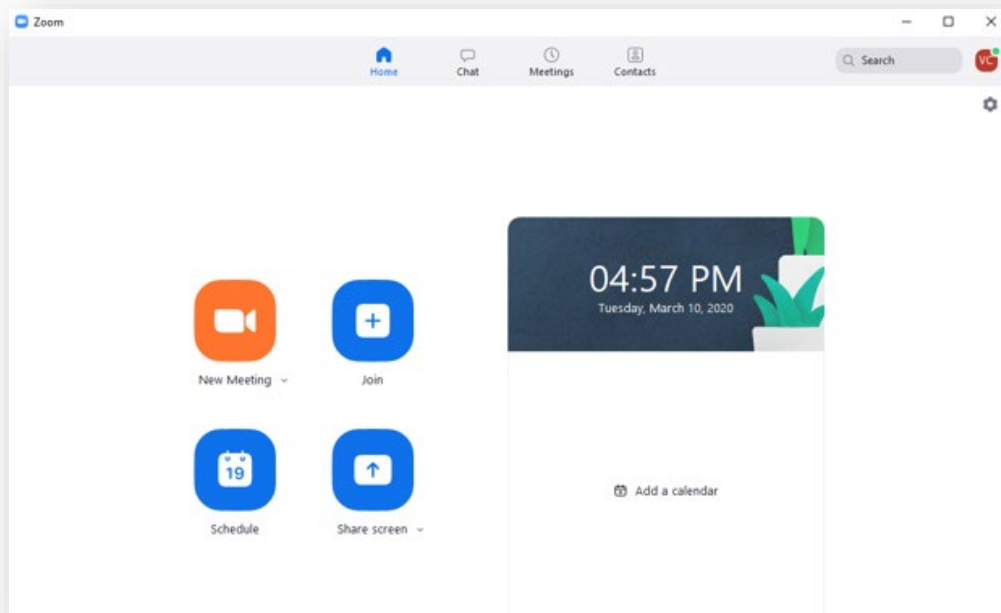 Zoom
Home
Chat
Meetings
Contacts
Search
VC
04:57 PM
Tuesday, March 10, 2020
New Meeting
Join
19
Schedule
Share screen
Add a calendar